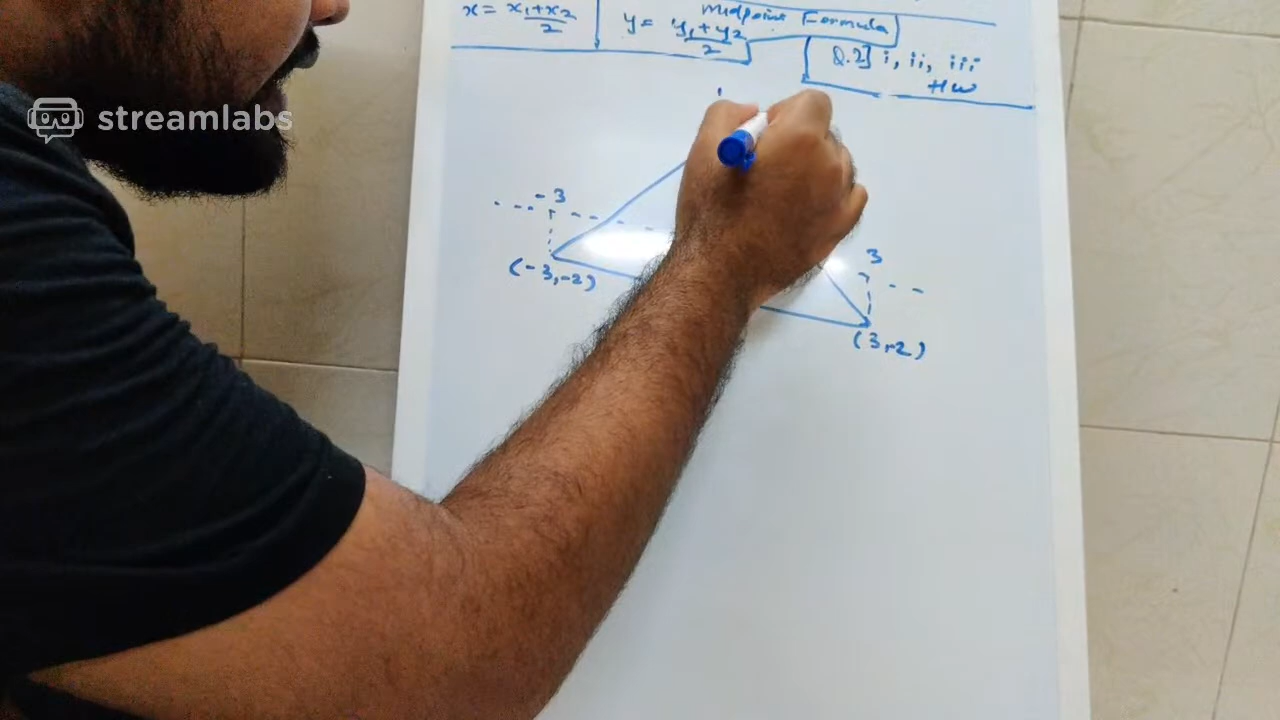 x = x₁+x₂/2
y = y₁+y₂/2
Midpoint Formula
Q.2] i, ii, iii
HW
streamlabs
-3
(-3,-2)
3
(3,-2)